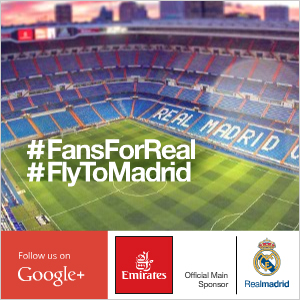 REAL MADRID C
#FansForReal
#FlyToMadrid
Follow us on
Google+
Emirates
Official Main
Sponsor
Realmadrid